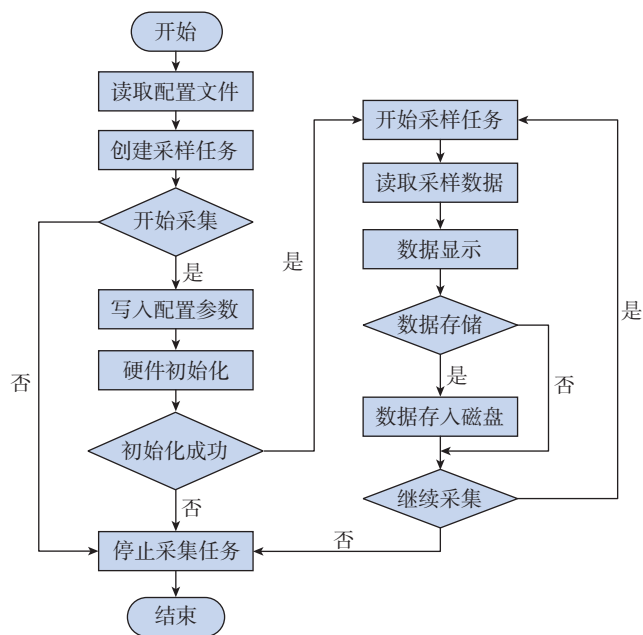 开始
读取配置文件
创建采样任务
开始采集
是
写入配置参数
硬件初始化
初始化成功
否
否
停止采集任务
结束
是
开始采样任务
读取采样数据
数据显示
数据存储
是
否
数据存入磁盘
继续采集
是
否